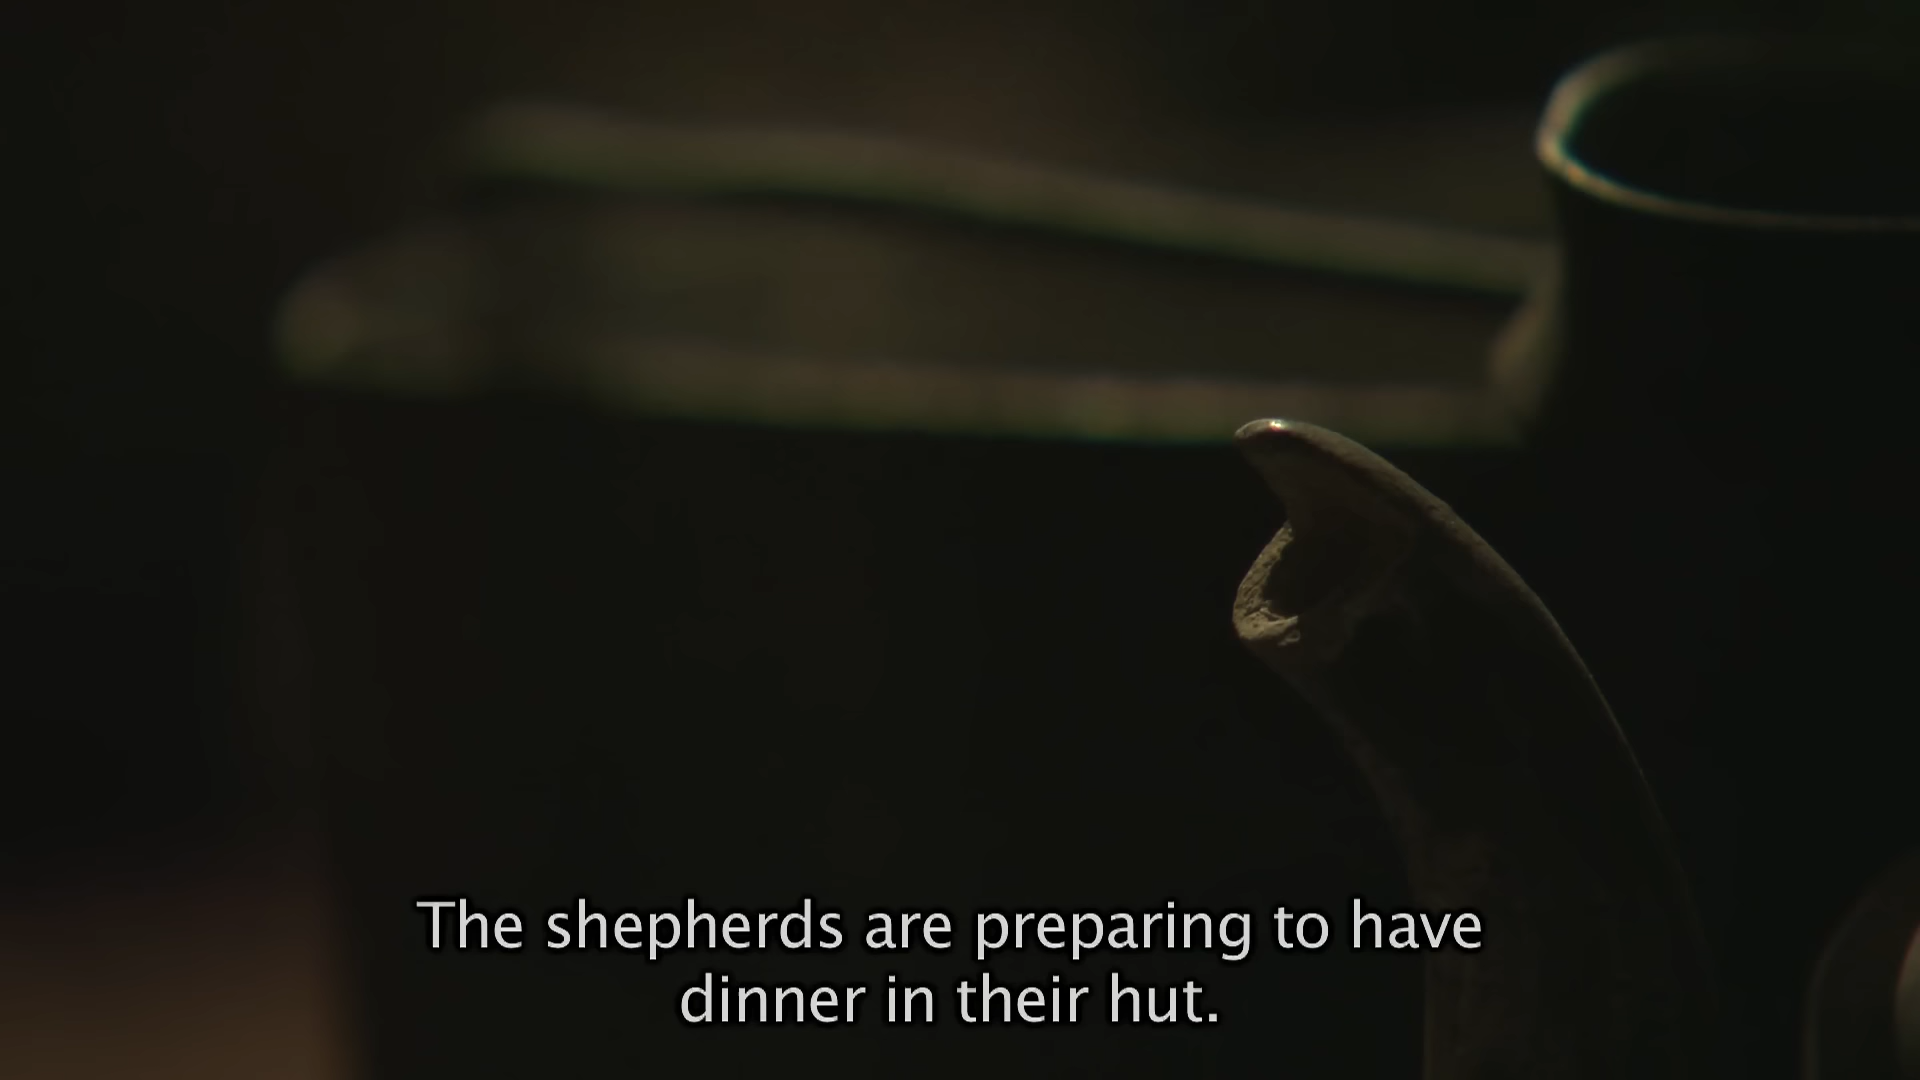 The shepherds are preparing to have
dinner in their hut.